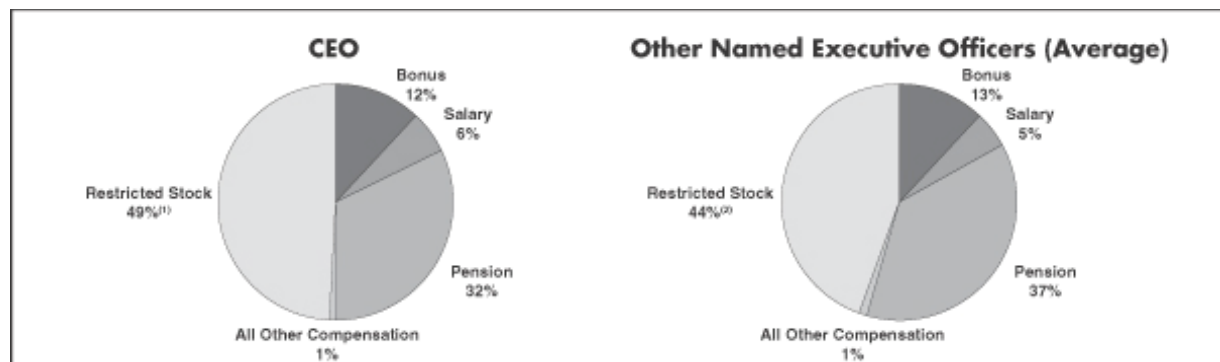 CEO
Bonus
12%
Salary
6%
Restricted Stock
49%(1)
Pension
32%
All Other Compensation
1%
Other Named Executive Officers (Average)
Bonus
13%
Salary
5%
Restricted Stock
44%(2)
Pension
37%
All Other Compensation
1%